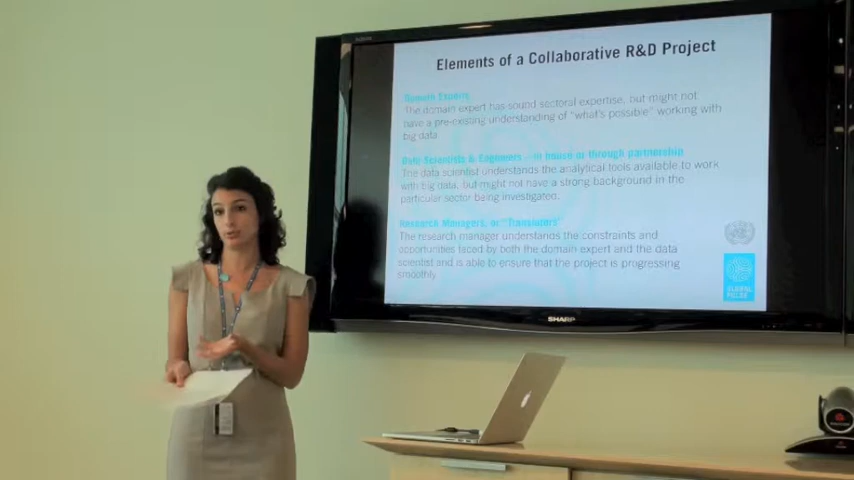 Elements of a Collaborative R&D Project
Domain Experts
The domain expert has sound sectoral expertise, but might not
have a pre-existing understanding of "what's possible" working with
big data
Data Scientists & Engineers – in house or through partnership
The data scientist understands the analytical tools available to work
with big data, but might not have a strong background in the
particular sector being investigated.
Research Managers, or "Translators"
The research manager understands the constraints and
opportunities faced by both the domain expert and the data
scientist and is able to ensure that the project is progressing
smoothly
GLOBAL
PULSE
SHARP